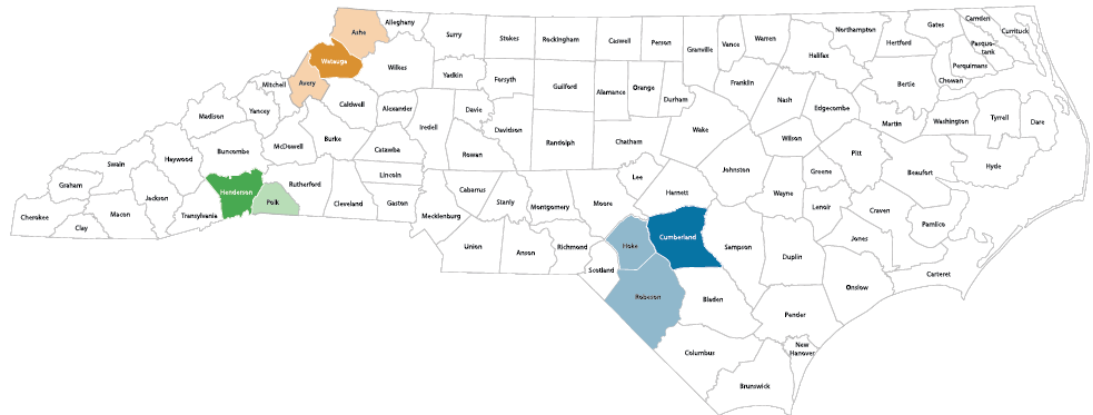 Ashe
Alleghany
Surry
Stokes
Rockingham
Caswell
Person
Granville
Vance
Warren
Northampton
Gates
Camden
Currituck
Hertford
Pasquo-
tank
Perquimans
Halifax
Watauga
Wilkes
Yadkin
Forsyth
Guilford
Alamance
Orange
Durham
Franklin
Nash
Edgecombe
Bertie
Chowan
Mitchell
Avery
Caldwell
Alexander
Iredell
Davie
Davidson
Randolph
Chatham
Wake
Wilson
Martin
Washington
Tyrrell
Dare
Madison
Yancey
Burke
McDowell
Buncombe
Catawba
Rowan
Lincoln
Lee
Johnston
Greene
Pitt
Beaufort
Hyde
Haywood
Swain
Graham
Jackson
Henderson
Polk
Rutherford
Cleveland
Gaston
Cabarrus
Stanly
Montgomery
Moore
Harnett
Wayne
Lenoir
Craven
Pamlico
Cherokee
Macon
Clay
Transylvania
Mecklenburg
Union
Anson
Richmond
Hoke
Cumberland
Sampson
Duplin
Jones
Carteret
Scotland
Robeson
Bladen
Onslow
Pender
Columbus
New
Hanover
Brunswick